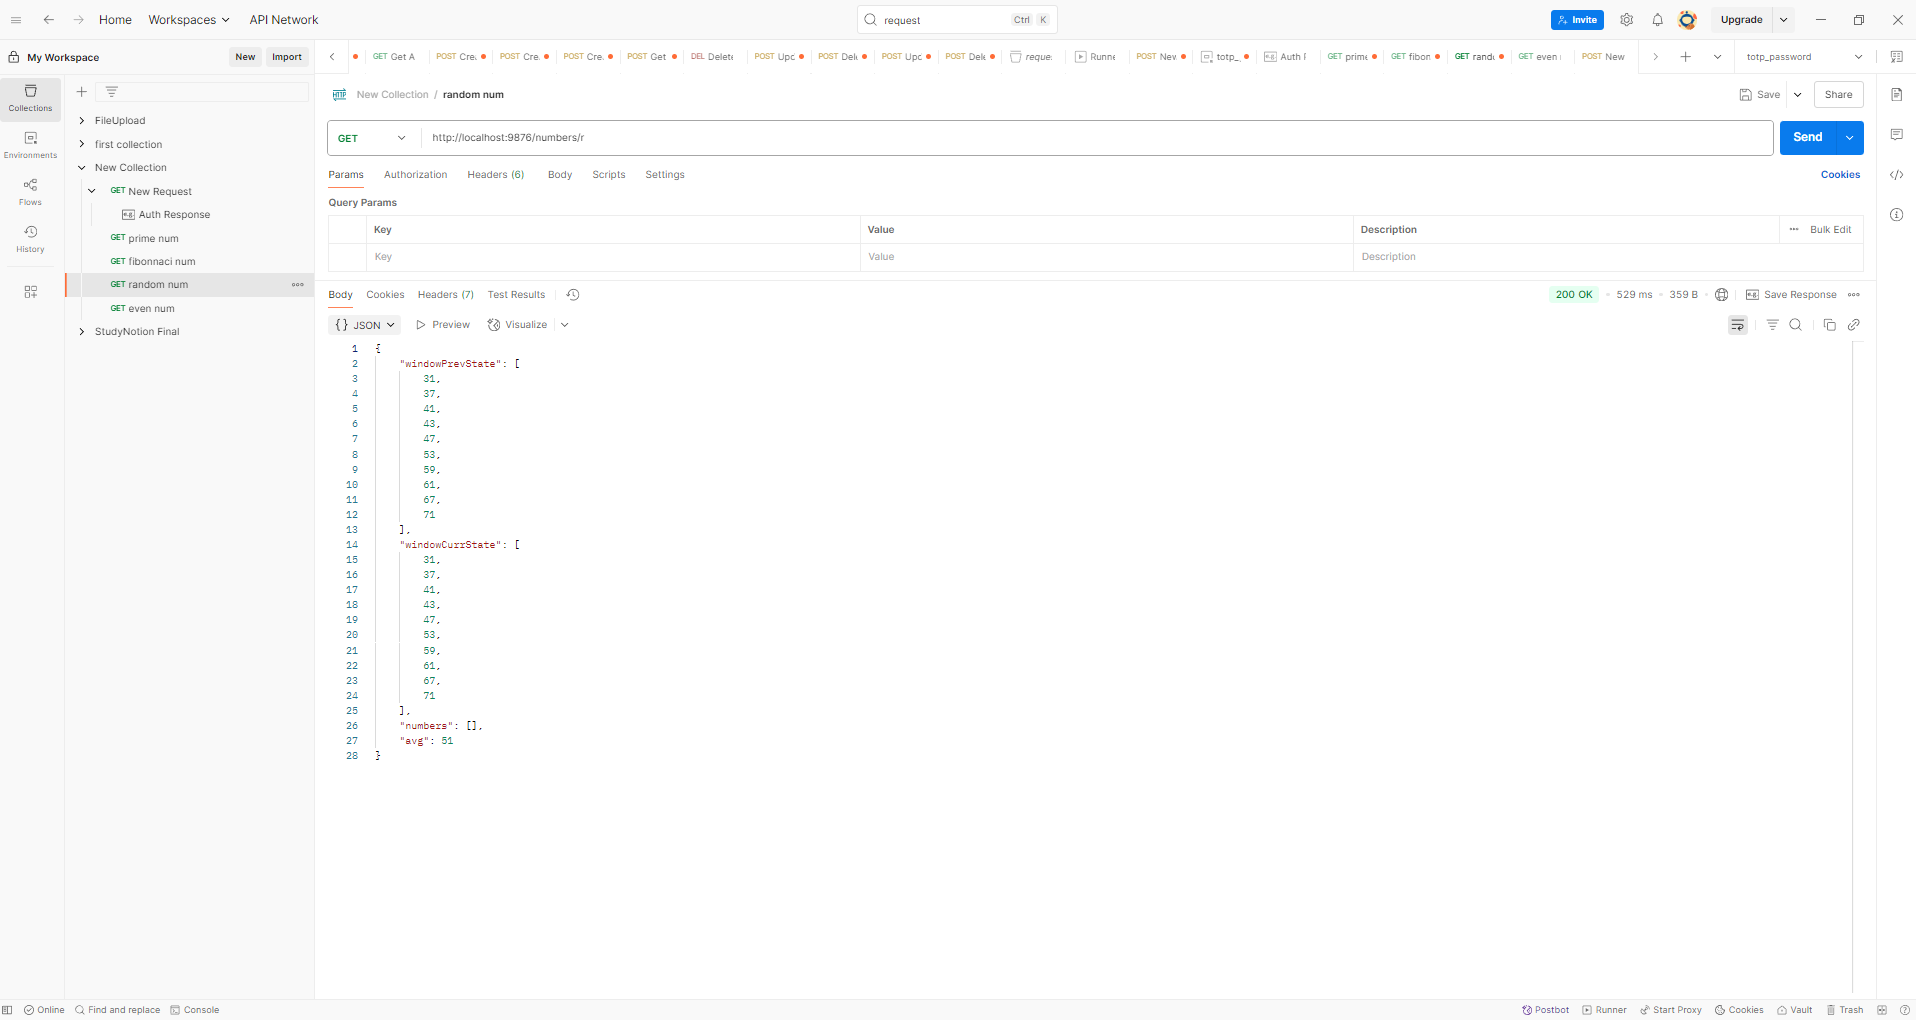 Home Workspaces API Network request Ctrl K Invite Upgrade
My Workspace New Import GET Get A POST Cre POST Cre. POST Cre. POST Get DEL Delete POST Upc POST Dele POST Upc POST Dele reque Runne POST New totp_ Auth F GET prime GET fibon GET rand GET even POST New totp_password
Collections
Environments
Flows
History
FileUpload
first collection
New Collection
GET New Request
e.g. Auth Response
GET prime num
GET fibonnaci num
GET random num
GET even num
StudyNotion Final
HTTP New Collection / random num Save Share
GET http://localhost:9876/numbers/r Send
Params Authorization Headers (6) Body Scripts Settings Cookies
Query Params
Key Value Description Bulk Edit
Key Value Description
Body Cookies Headers (7) Test Results 200 OK 529 ms 359 B e.g. Save Response
{} JSON Preview Visualize
1 {
2 "windowPrevState": [
3 31,
4 37,
5 41,
6 43,
7 47,
8 53,
9 59,
10 61,
11 67,
12 71
13 ],
14 "windowCurrState": [
15 31,
16 37,
17 41,
18 43,
19 47,
20 53,
21 59,
22 61,
23 67,
24 71
25 ],
26 "numbers": [],
27 "avg": 51
28 }
Online Find and replace Console Postbot Runner Start Proxy Cookies Vault Trash